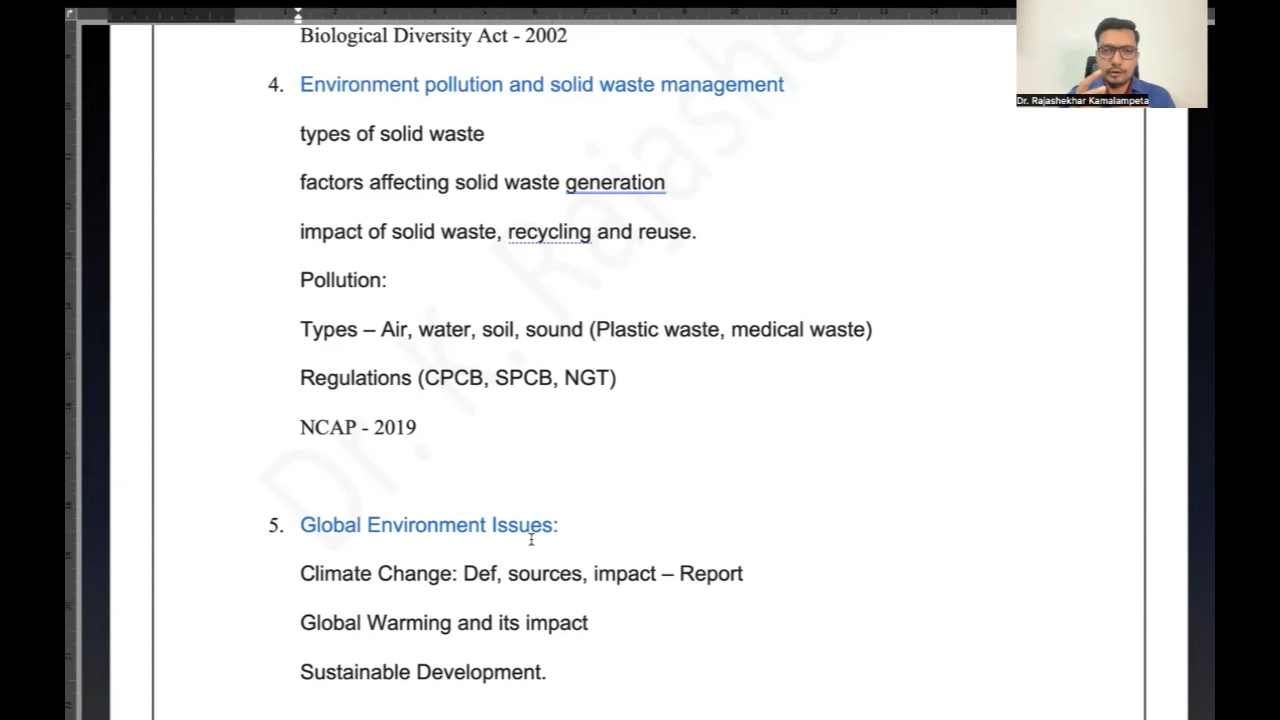 Biological Diversity Act - 2002
Dr. Rajashekhar Kamalampeta
4. Environment pollution and solid waste management
types of solid waste
factors affecting solid waste generation
impact of solid waste, recycling and reuse.
Pollution:
Types – Air, water, soil, sound (Plastic waste, medical waste)
Regulations (CPCB, SPCB, NGT)
NCAP - 2019
5. Global Environment Issues:
Climate Change: Def, sources, impact – Report
Global Warming and its impact
Sustainable Development.
Dr. K. Rajashe